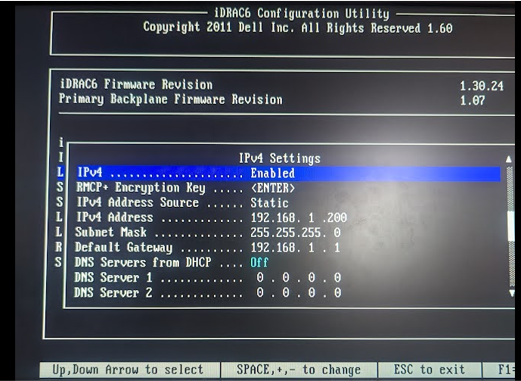 iDRAC6 Configuration Utility
Copyright 2011 Dell Inc. All Rights Reserved 1.60
iDRAC6 Firmware Revision 1.30.24
Primary Backplane Firmware Revision 1.07
i
I IPv4 Settings
L IPv4 .................... Enabled
S RMCP+ Encryption Key ..... <ENTER>
S IPv4 Address Source ...... Static
L IPv4 Address ............. 192.168. 1 .200
L Subnet Mask .............. 255.255.255. 0
R Default Gateway .......... 192.168. 1 . 1
S DNS Servers from DHCP .... Off
DNS Server 1 ............. 0 . 0 . 0 . 0
DNS Server 2 ............. 0 . 0 . 0 . 0
Up,Down Arrow to select SPACE,+,- to change ESC to exit F1=